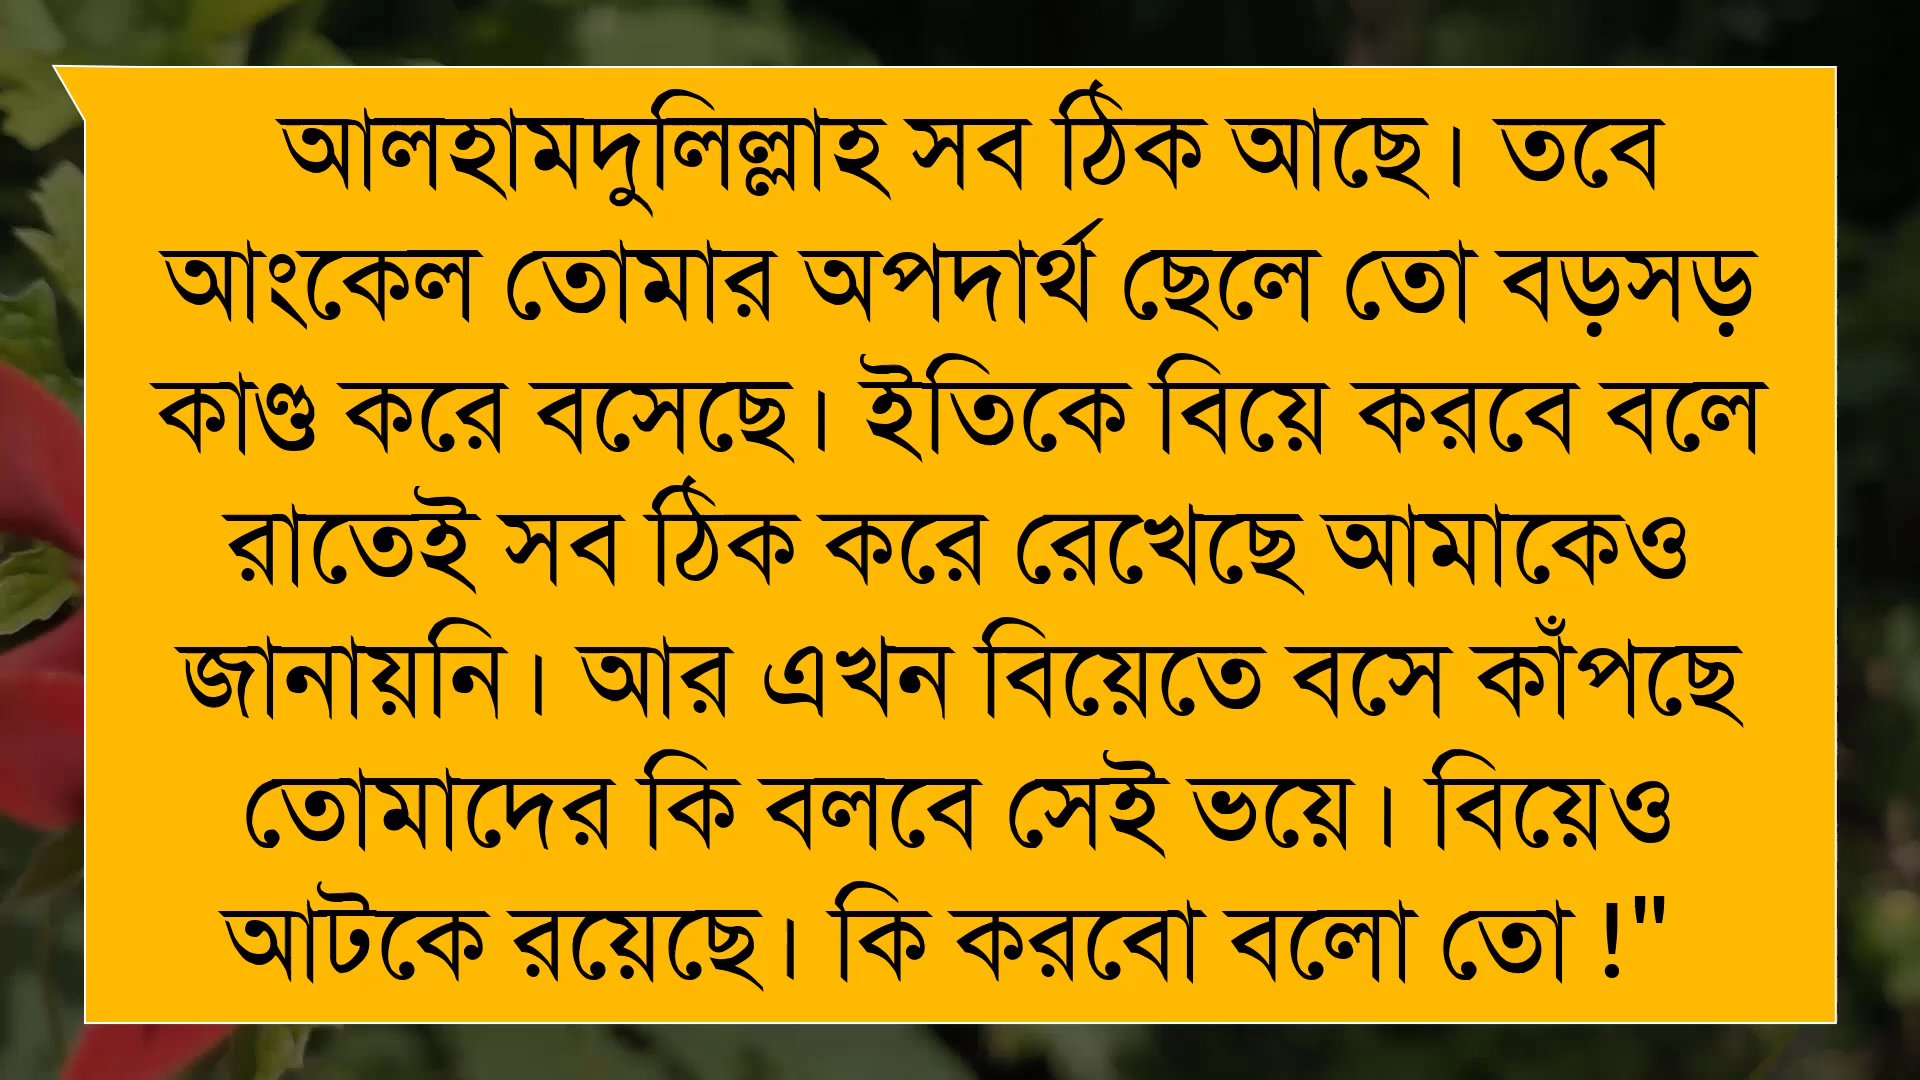 আলহামদুলিল্লাহ সব ঠিক আছে। তবে
আংকেল তোমার অপদার্থ ছেলে তো বড়সড়
কাণ্ড করে বসেছে। ইতিকে বিয়ে করবে বলে
রাতেই সব ঠিক করে রেখেছে আমাকেও
জানায়নি। আর এখন বিয়েতে বসে কাঁপছে
তোমাদের কি বলবে সেই ভয়ে। বিয়েও
আটকে রয়েছে। কি করবো বলো তো !"